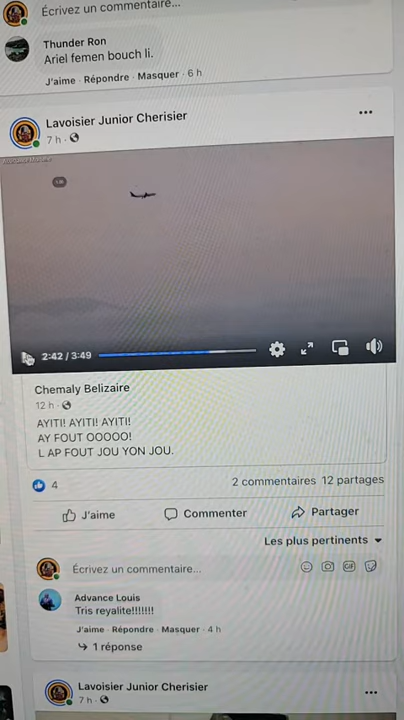 Écrivez un commentaire...
Thunder Ron
Ariel femen bouch li.
J'aime · Répondre · Masquer · 6 h
Lavoisier Junior Cherisier
7 h ·
2:42 / 3:49
Chemaly Belizaire
12 h ·
AYITI! AYITI! AYITI!
AY FOUT OOOOO!
L AP FOUT JOU YON JOU.
4
2 commentaires 12 partages
J'aime
Commenter
Partager
Les plus pertinents
Écrivez un commentaire...
GIF
Advance Louis
Tris reyalite!!!!!!!
J'aime · Répondre · Masquer · 4 h
1 réponse
Lavoisier Junior Cherisier
7 h ·